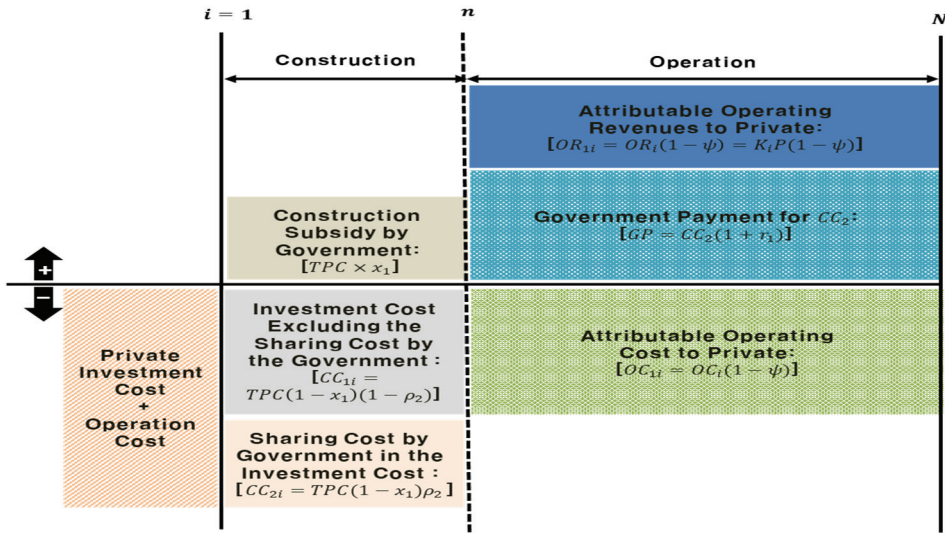 i = 1
n
N
Construction
Operation
Attributable Operating
Revenues to Private:
[OR₁ᵢ = ORᵢ(1 − ψ) = KᵢP(1 − ψ)]
Construction
Subsidy by
Government:
[TPC × x₁]
Government Payment for CC₂:
[GP = CC₂(1 + r₁)]
+
−
Private
Investment
Cost
+
Operation
Cost
Investment Cost
Excluding the
Sharing Cost by
the Government :
[CC₁ᵢ =
TPC(1 − x₁)(1 − ρ₂)]
Attributable Operating
Cost to Private:
[OC₁ᵢ = OCᵢ(1 − ψ)]
Sharing Cost by
Government in the
Investment Cost :
[CC₂ᵢ = TPC(1 − x₁)ρ₂]